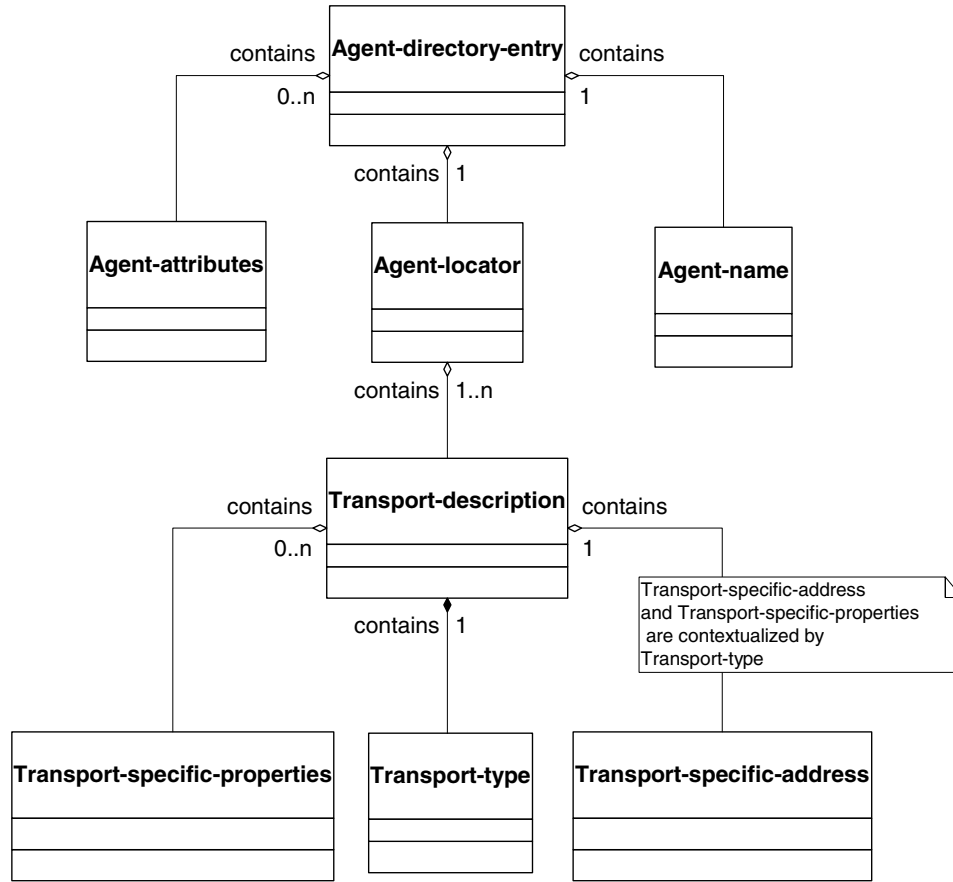 Agent-directory-entry
contains
contains
0..n
1
contains
1
Agent-attributes
Agent-locator
Agent-name
contains
1..n
Transport-description
contains
contains
0..n
1
contains
1
Transport-specific-address
and Transport-specific-properties
are contextualized by
Transport-type
Transport-specific-properties
Transport-type
Transport-specific-address